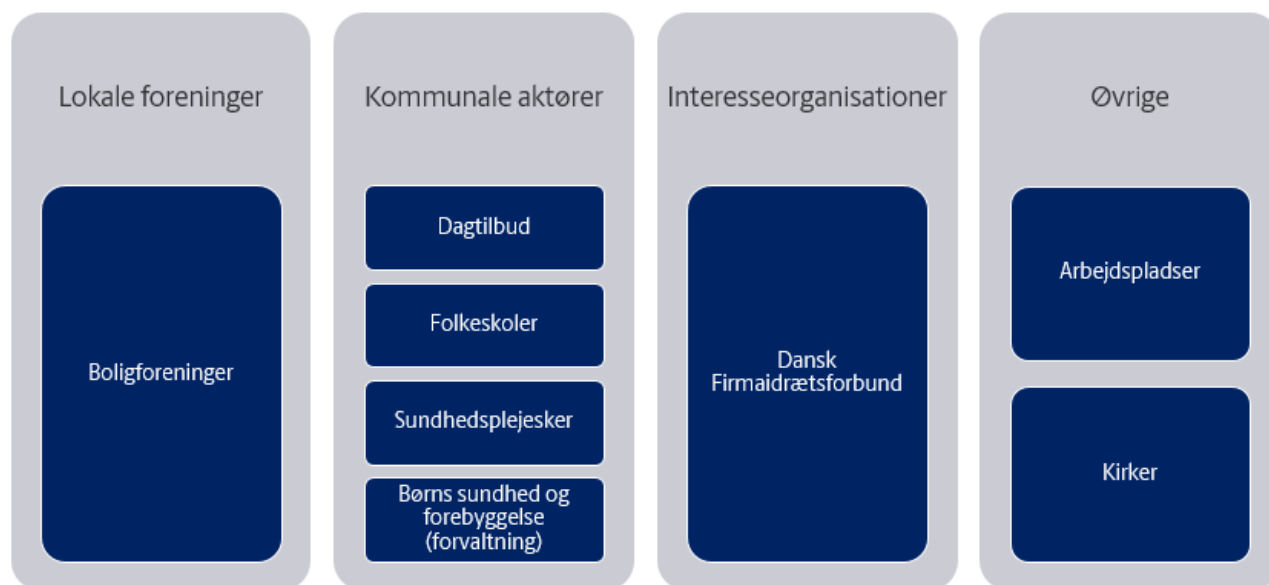 Lokale foreninger
Boligforeninger
Kommunale aktører
Dagtilbud
Folkeskoler
Sundhedsplejesker
Børns sundhed og
forebyggelse
(forvaltning)
Interesseorganisationer
Dansk
Firmaidrætsforbund
Øvrige
Arbejdspladser
Kirker